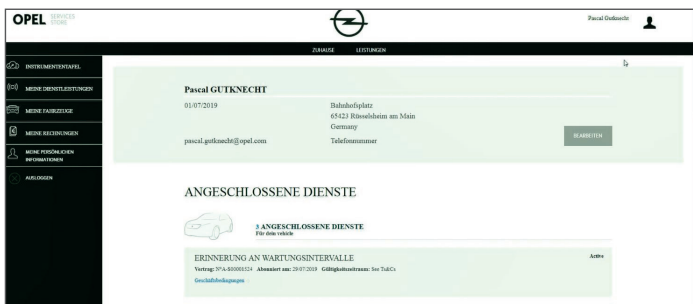 OPEL SERVICES
STORE
Pascal Gutknecht
ZUHAUSE LEISTUNGEN
INSTRUMENTENTAFEL
MEINE DIENSTLEISTUNGEN
MEINE FAHRZEUGE
MEINE RECHNUNGEN
MEINE PERSÖNLICHEN
INFORMATIONEN
AUSLOGGEN
Pascal GUTKNECHT
01/07/2019
Bahnhofsplatz
65423 Rüsselsheim am Main
Germany
pascal.gutknecht@opel.com
Telefonnummer
BEARBEITEN
ANGESCHLOSSENE DIENSTE
3 ANGESCHLOSSENE DIENSTE
Für dein vehicle
ERINNERUNG AN WARTUNGSINTERVALLE
Active
Vertrag: N°A-S00001524 Abonniert am: 29/07/2019 Gültigkeitszeitraum: See Ts&Cs
Geschäftsbedingungen